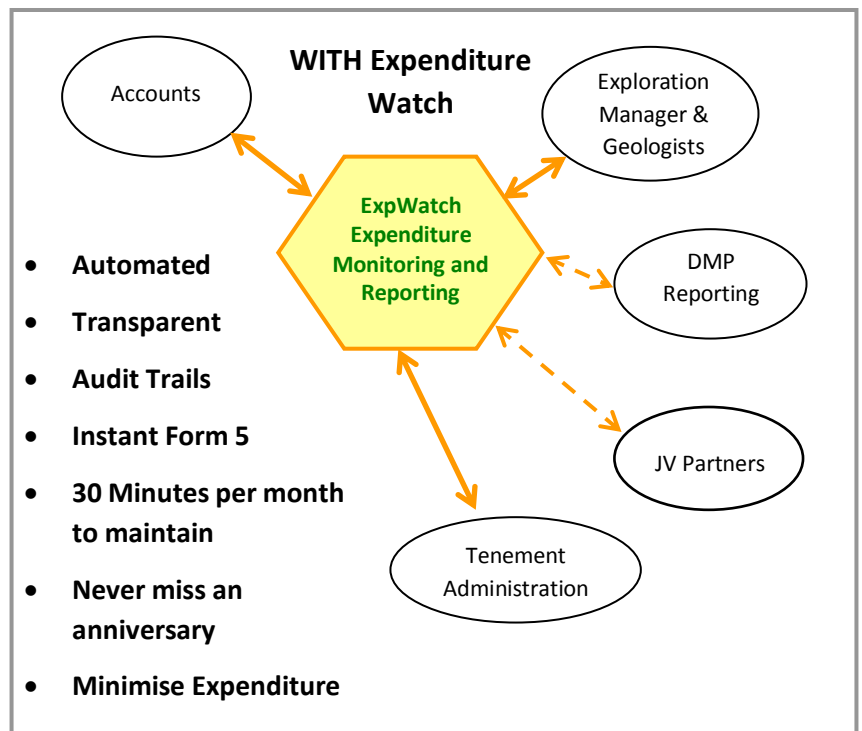 WITH Expenditure
Watch
Accounts
Exploration
Manager &
Geologists
ExpWatch
Expenditure
Monitoring and
Reporting
DMP
Reporting
JV Partners
Tenement
Administration
• Automated
• Transparent
• Audit Trails
• Instant Form 5
• 30 Minutes per month
to maintain
• Never miss an
anniversary
• Minimise Expenditure